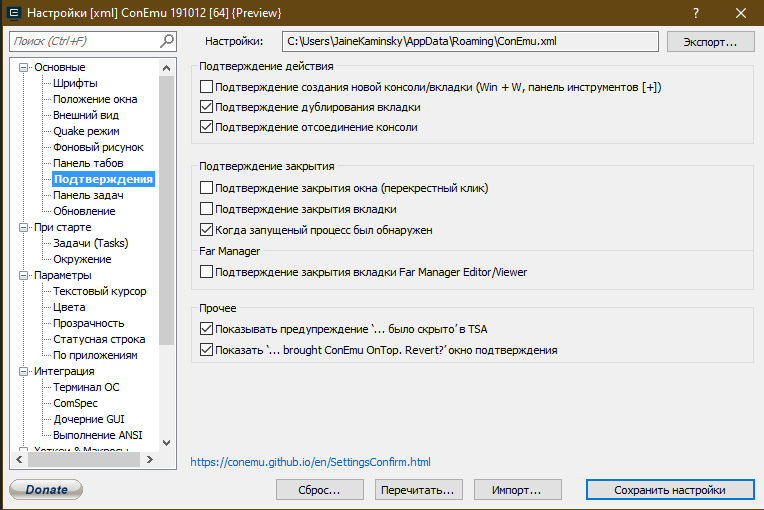 Настройки [xml] ConEmu 191012 [64] {Preview}
Поиск (Ctrl+F)
Настройки: C:\Users\JaineKaminsky\AppData\Roaming\ConEmu.xml Экспорт...
Основные
Шрифты
Положение окна
Внешний вид
Quake режим
Фоновый рисунок
Панель табов
Подтверждения
Панель задач
Обновление
При старте
Задачи (Tasks)
Окружение
Параметры
Текстовый курсор
Цвета
Прозрачность
Статусная строка
По приложениям
Интеграция
Терминал ОС
ComSpec
Дочерние GUI
Выполнение ANSI
Хоткеи & Макросы
Подтверждение действия
Подтверждение создания новой консоли/вкладки (Win + W, панель инструментов [+])
Подтверждение дублирования вкладки
Подтверждение отсоединение консоли
Подтверждение закрытия
Подтверждение закрытия окна (перекрестный клик)
Подтверждение закрытия вкладки
Когда запущеный процесс был обнаружен
Far Manager
Подтверждение закрытия вкладки Far Manager Editor/Viewer
Прочее
Показывать предупреждение ‘... было скрыто’ в TSA
Показать ‘... brought ConEmu OnTop. Revert?’ окно подтверждения
https://conemu.github.io/en/SettingsConfirm.html
Donate Сброс... Перечитать... Импорт... Сохранить настройки